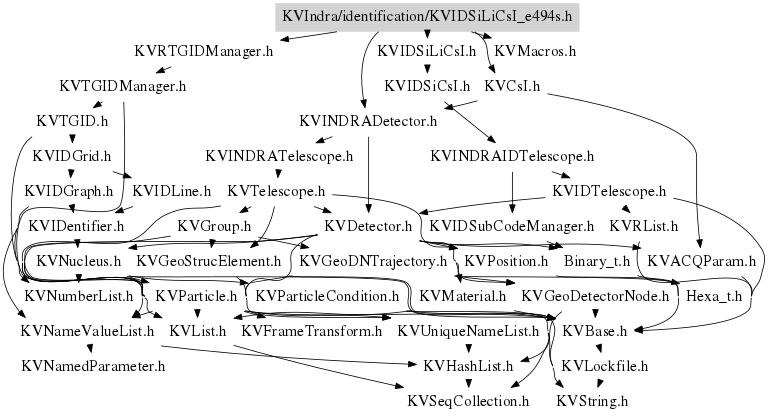 KVIndra/identification/KVIDSiLiCsI_e494s.h
KVRTGIDManager.h KVIDSiLiCsI.h KVMacros.h
KVTGIDManager.h KVIDSiCsI.h KVCsI.h
KVTGID.h KVINDRADetector.h
KVIDGrid.h KVINDRATelescope.h KVINDRAIDTelescope.h
KVIDGraph.h KVIDLine.h KVTelescope.h KVIDTelescope.h
KVIDentifier.h KVGroup.h KVDetector.h KVIDSubCodeManager.h KVRList.h
KVNucleus.h KVGeoStrucElement.h KVGeoDNTrajectory.h KVPosition.h Binary_t.h KVACQParam.h
KVNumberList.h KVParticle.h KVParticleCondition.h KVMaterial.h KVGeoDetectorNode.h Hexa_t.h
KVNameValueList.h KVList.h KVFrameTransform.h KVUniqueNameList.h KVBase.h
KVNamedParameter.h KVHashList.h KVLockfile.h
KVSeqCollection.h KVString.h